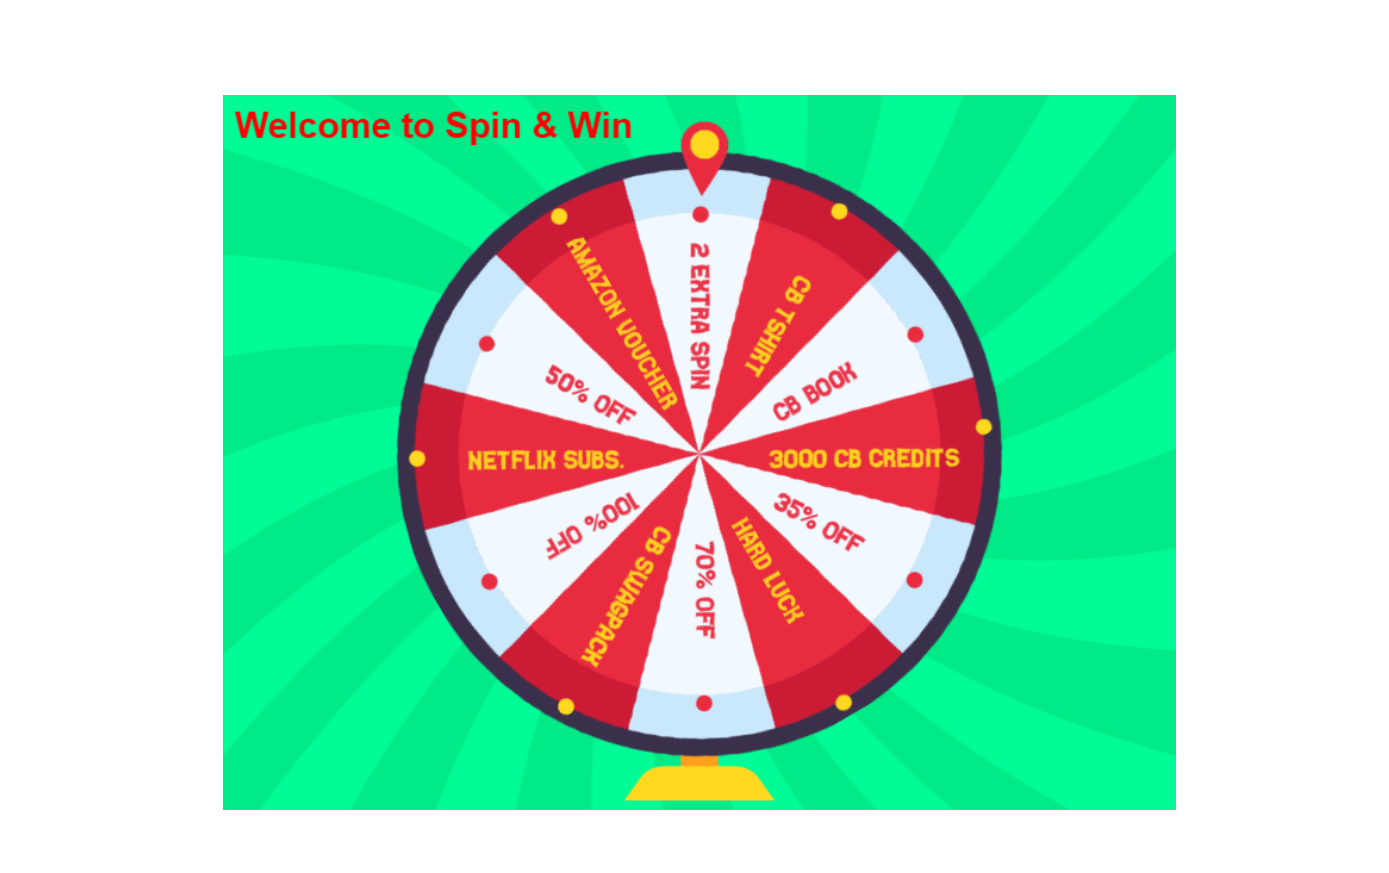 Welcome to Spin & Win
2 EXTRA SPIN
CB TSHIRT
CB BOOK
3000 CB CREDITS
35% OFF
HARD LUCK
70% OFF
CB SWAGPACK
100% OFF
NETFLIX SUBS.
50% OFF
AMAZON VOUCHER